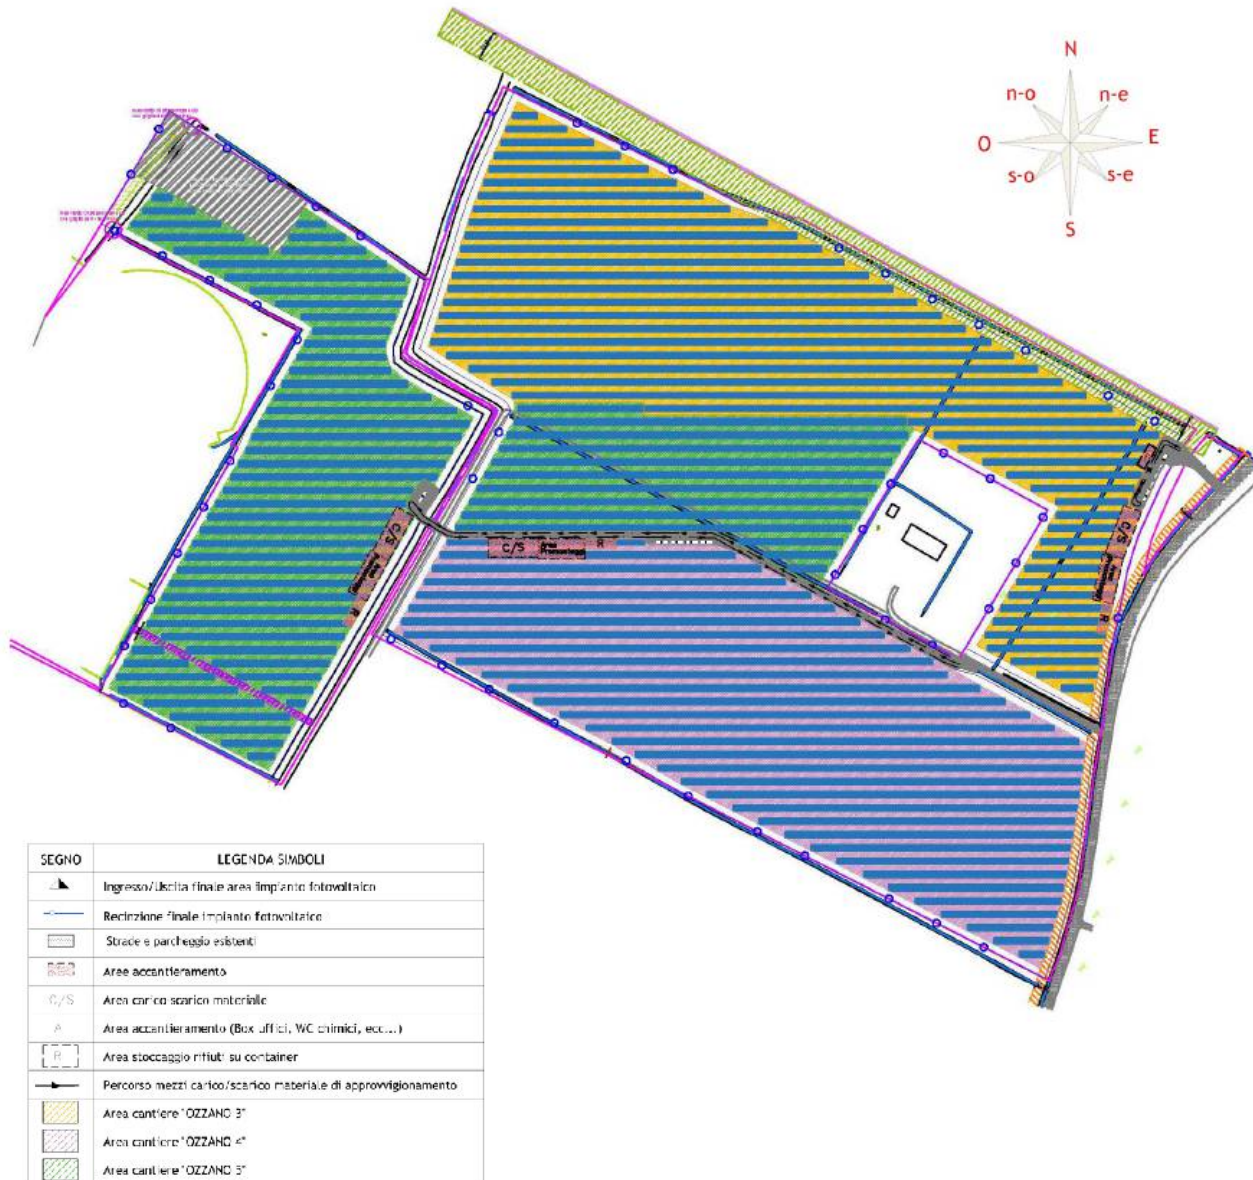 N
n-o
n-e
O
E
s-o
s-e
S
C/S
R
C/S
R
C/S
R
SEGNO
LEGENDA SIMBOLI
Ingresso/Uscita finale area impianto fotovoltaico
Recinzione finale impianto fotovoltaico
Strade e parcheggio esistenti
Aree accantieramento
C/S
Area carico scarico materiale
A
Area accantieramento (Box uffici, WC chimici, ecc...)
R
Area stoccaggio rifiuti su container
Percorso mezzi carico/scarico materiale di approvvigionamento
Area cantiere "OZZANO 3"
Area cantiere "OZZANO 4"
Area cantiere "OZZANO 5"